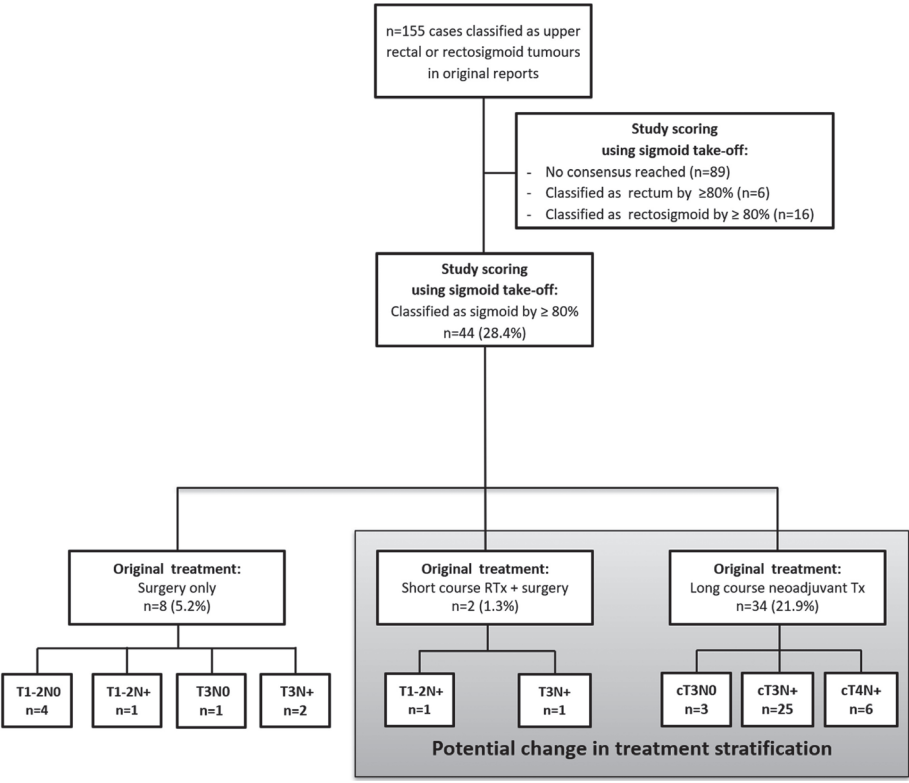 n=155 cases classified as upper
rectal or rectosigmoid tumours
in original reports
Study scoring
using sigmoid take-off:
- No consensus reached (n=89)
- Classified as rectum by ≥80% (n=6)
- Classified as rectosigmoid by ≥ 80% (n=16)
Study scoring
using sigmoid take-off:
Classified as sigmoid by ≥ 80%
n=44 (28.4%)
Original treatment:
Surgery only
n=8 (5.2%)
Original treatment:
Short course RTx + surgery
n=2 (1.3%)
Original treatment:
Long course neoadjuvant Tx
n=34 (21.9%)
T1-2N0
n=4
T1-2N+
n=1
T3N0
n=1
T3N+
n=2
T1-2N+
n=1
T3N+
n=1
cT3N0
n=3
cT3N+
n=25
cT4N+
n=6
Potential change in treatment stratification